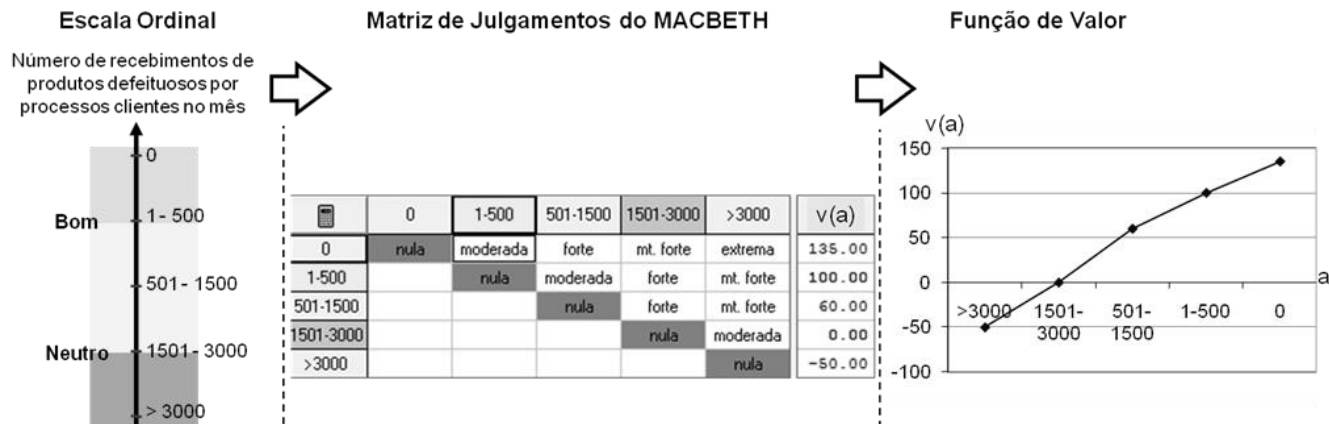 Escala Ordinal
Número de recebimentos de
produtos defeituosos por
processos clientes no mês
0
Bom
1 - 500
501 - 1500
Neutro
1501 - 3000
> 3000
Matriz de Julgamentos do MACBETH
0 1-500 501-1500 1501-3000 >3000 v(a)
0 nula moderada forte mt. forte extrema 135.00
1-500 nula moderada forte mt. forte 100.00
501-1500 nula forte mt. forte 60.00
1501-3000 nula moderada 0.00
>3000 nula -50.00
Função de Valor
v(a)
150
100
50
0
-50
-100
>3000 1501- 501- 1-500 0
3000 1500
a